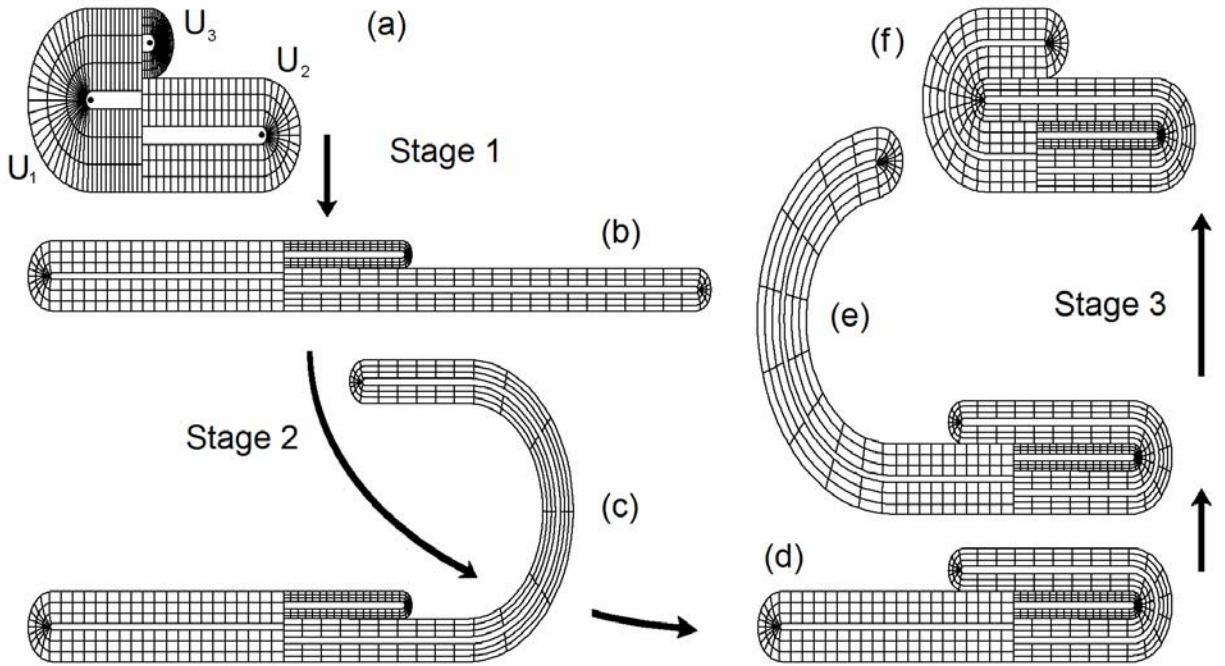 U₃
(a)
U₂
U₁
Stage 1
(b)
Stage 2
(c)
(d)
(e)
Stage 3
(f)